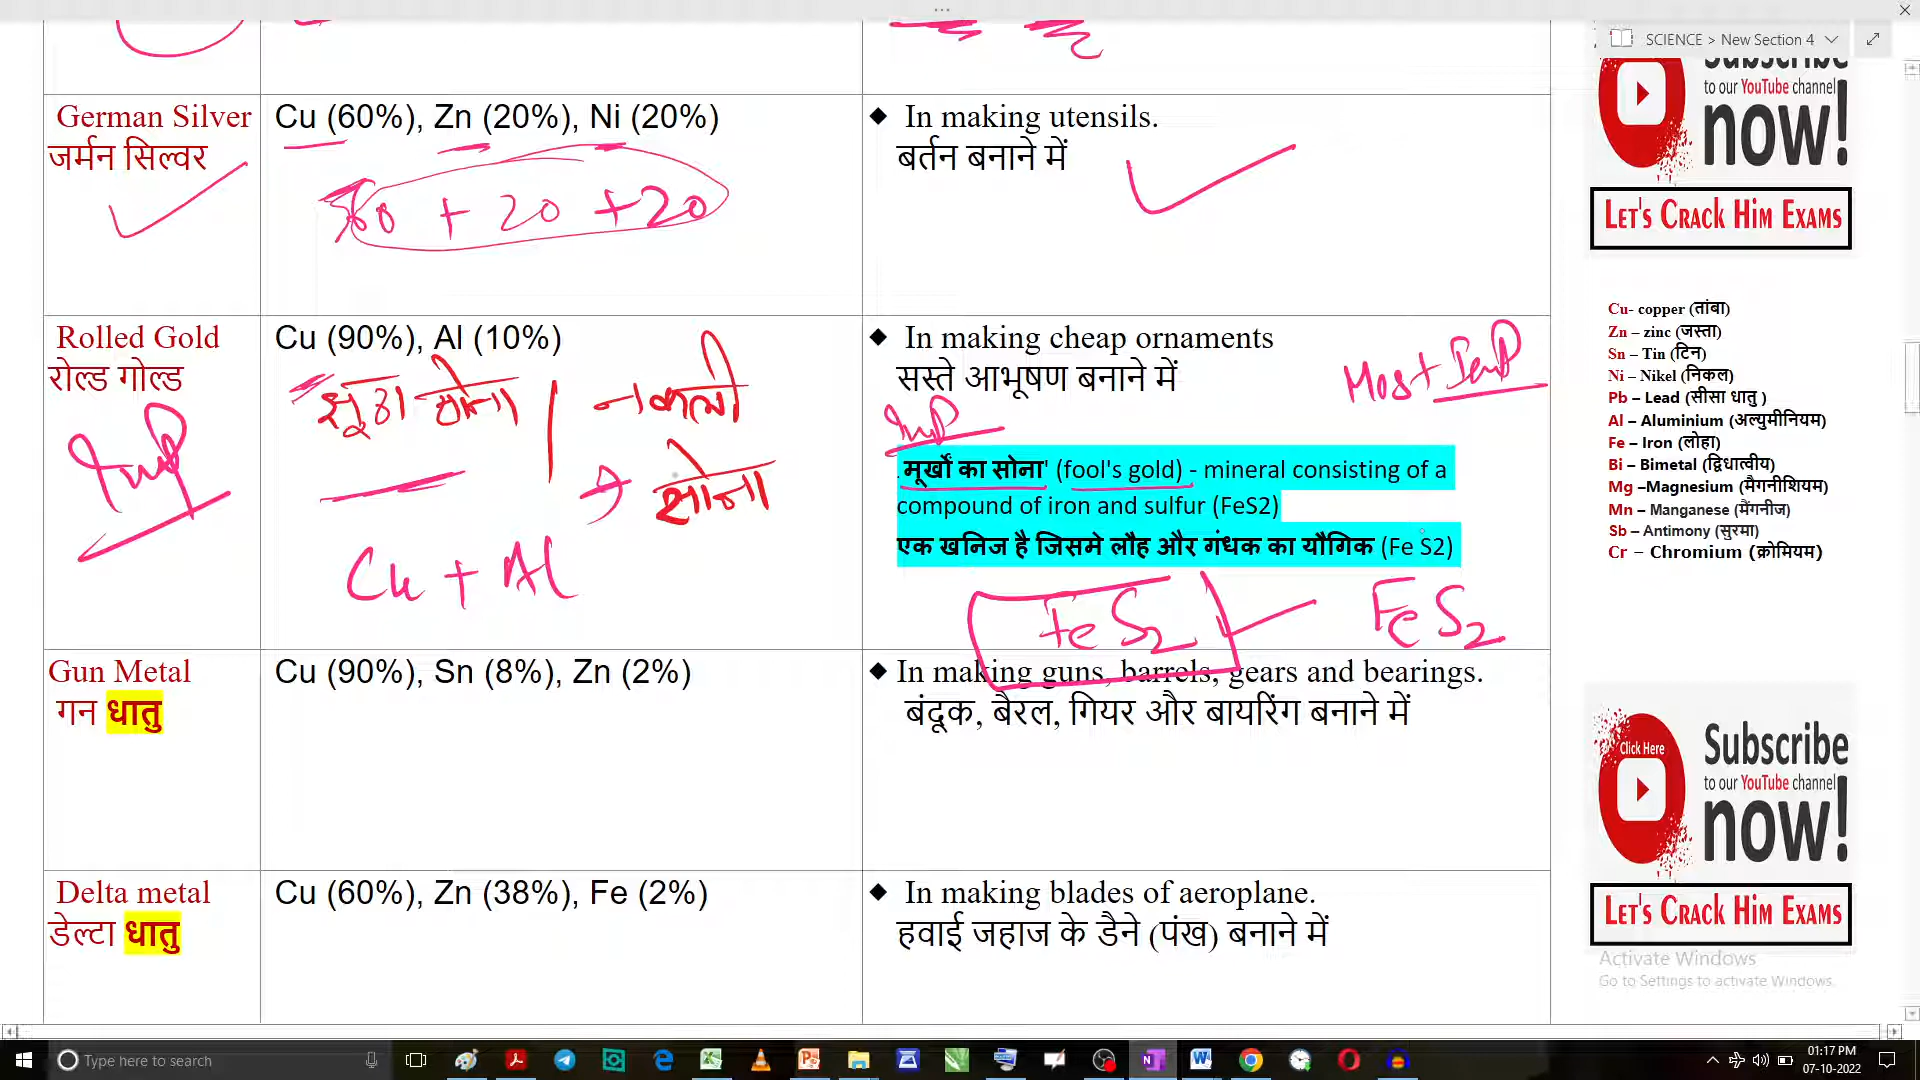 SCIENCE > New Section 4
Subscribe
to our YouTube channel
now!
LET'S CRACK HIM EXAMS
German Silver
जर्मन सिल्वर
Cu (60%), Zn (20%), Ni (20%)
60 + 20 + 20
◆ In making utensils.
बर्तन बनाने में
Rolled Gold
रोल्ड गोल्ड
Imp
Cu (90%), Al (10%)
झूठा सोना | नकली
→ सोना
Cu + Al
◆ In making cheap ornaments
सस्ते आभूषण बनाने में
Most Imp
Imp
मूर्खों का सोना' (fool's gold) - mineral consisting of a
compound of iron and sulfur (FeS2)
एक खनिज है जिसमे लौह और गंधक का यौगिक (Fe S2)
FeS2 FeS2
Gun Metal
गन धातु
Cu (90%), Sn (8%), Zn (2%)
◆ In making guns, barrels, gears and bearings.
बंदूक, बैरल, गियर और बायरिंग बनाने में
Delta metal
डेल्टा धातु
Cu (60%), Zn (38%), Fe (2%)
◆ In making blades of aeroplane.
हवाई जहाज के डैने (पंख) बनाने में
Cu- copper (तांबा)
Zn – zinc (जस्ता)
Sn – Tin (टिन)
Ni – Nikel (निकल)
Pb – Lead (सीसा धातु )
Al – Aluminium (अल्युमीनियम)
Fe – Iron (लोहा)
Bi – Bimetal (द्विधात्वीय)
Mg –Magnesium (मैगनीशियम)
Mn – Manganese (मैंगनीज)
Sb – Antimony (सुरमा)
Cr – Chromium (क्रोमियम)
Click Here
Subscribe
to our YouTube channel
now!
LET'S CRACK HIM EXAMS
Activate Windows
Go to Settings to activate Windows.
Type here to search
01:17 PM
07-10-2022